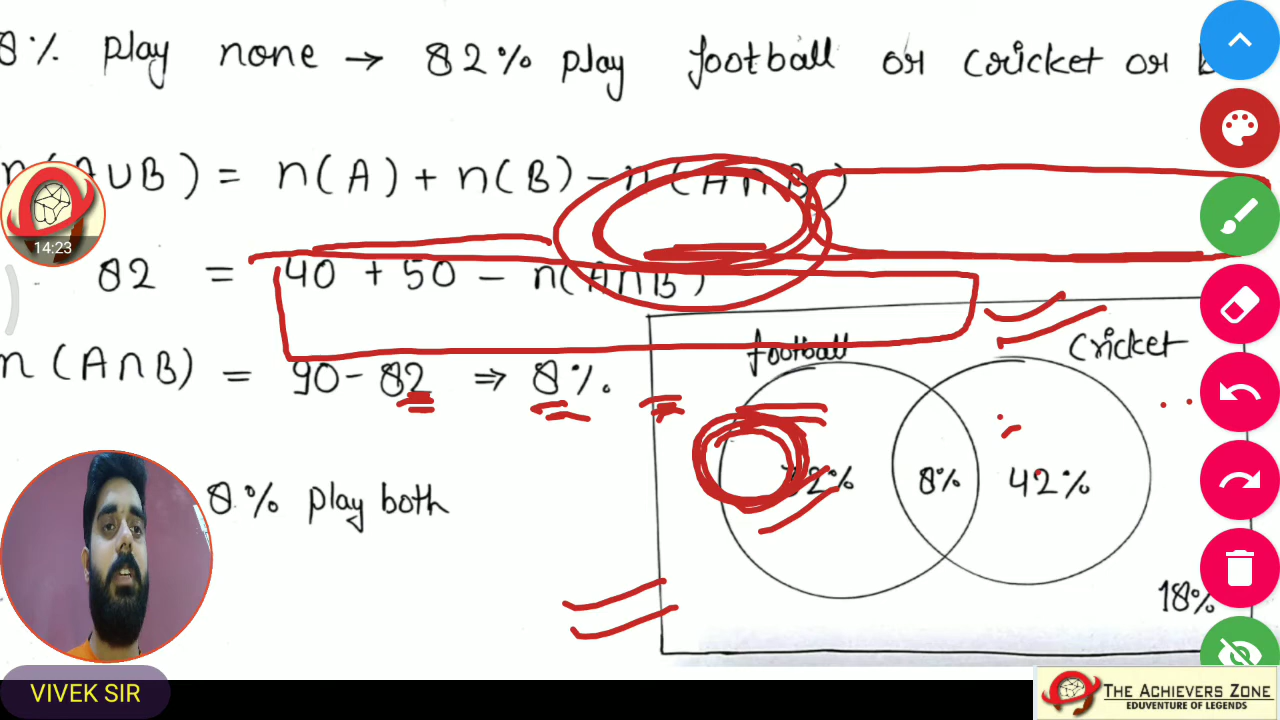 8% play none → 82% play football or cricket or B
n(A∪B) = n(A) + n(B) - n(A∩B)
14:23
82 = 40 + 50 - n(A∩B)
football cricket
n(A∩B) = 90 - 82 ⇒ 8%.
32% 8% 42%
8% play both
18%
VIVEK SIR
THE ACHIEVERS ZONE
EDUVENTURE OF LEGENDS